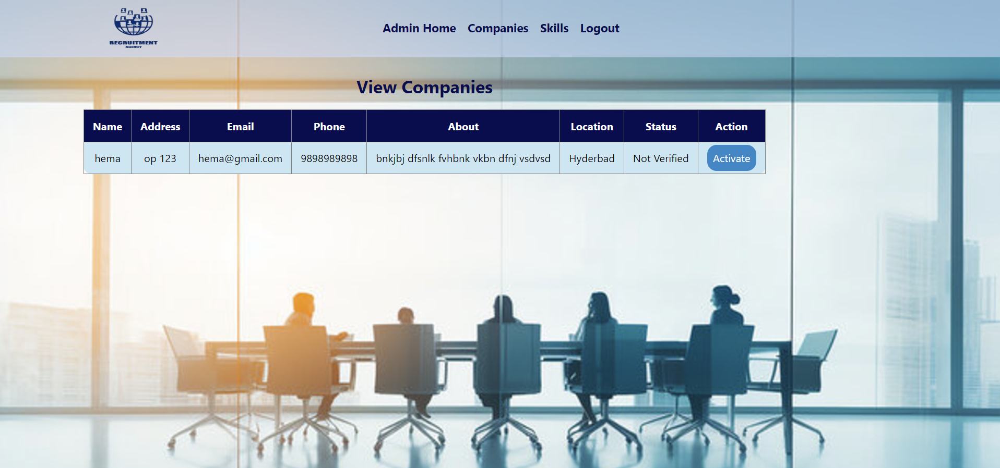 RECRUITMENT
AGENCY
Admin Home Companies Skills Logout
View Companies
Name Address Email Phone About Location Status Action
hema op 123 hema@gmail.com 9898989898 bnkjbj dfsnlk fvhbnk vkbn dfnj vsdvsd Hyderbad Not Verified Activate